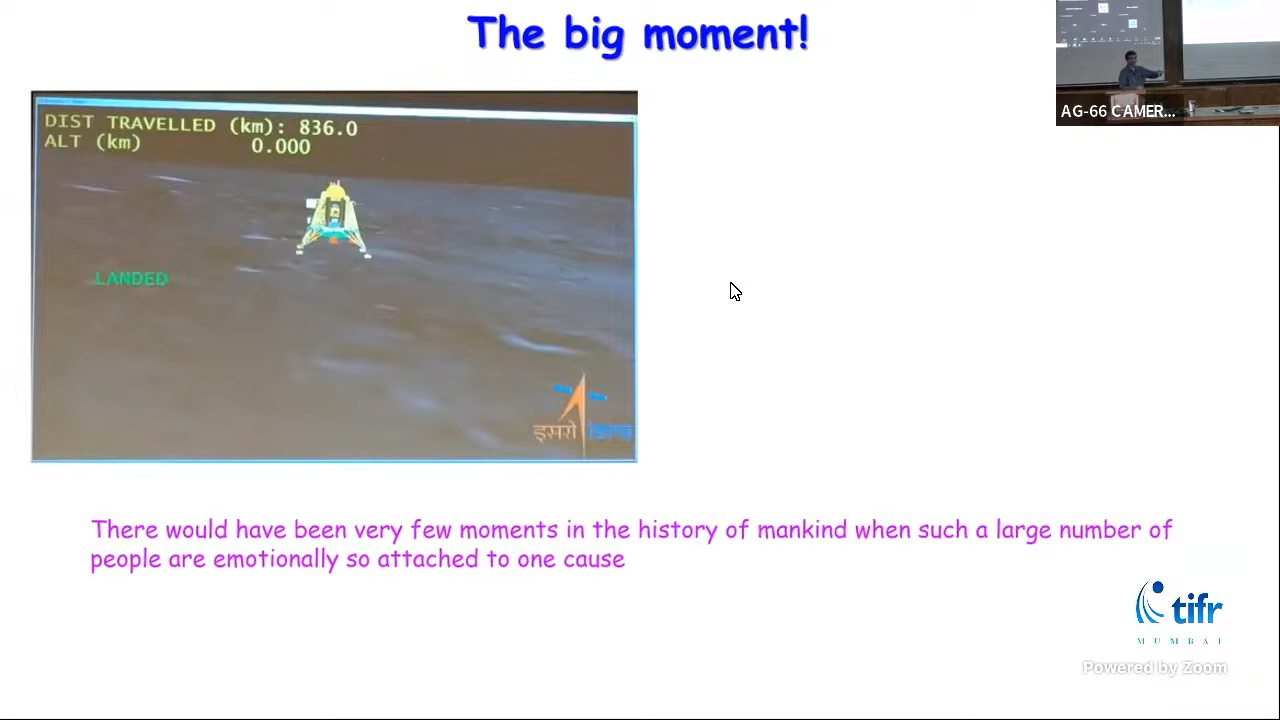 The big moment!
AG-66 CAMER...
DIST TRAVELLED (km): 836.0
ALT (km) 0.000
LANDED
इसरो isro
There would have been very few moments in the history of mankind when such a large number of
people are emotionally so attached to one cause
tifr
MUMBAI
Powered by Zoom